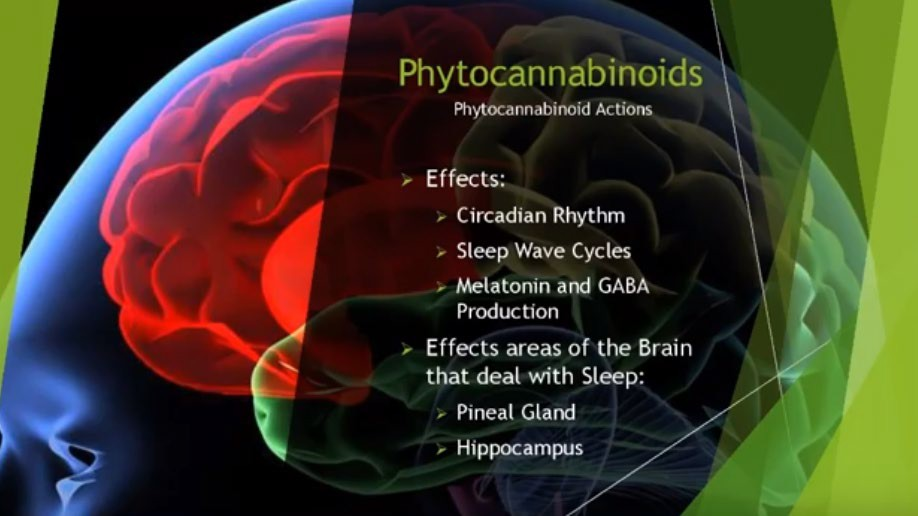 Phytocannabinoids
Phytocannabinoid Actions
Effects:
Circadian Rhythm
Sleep Wave Cycles
Melatonin and GABA
Production
Effects areas of the Brain
that deal with Sleep:
Pineal Gland
Hippocampus